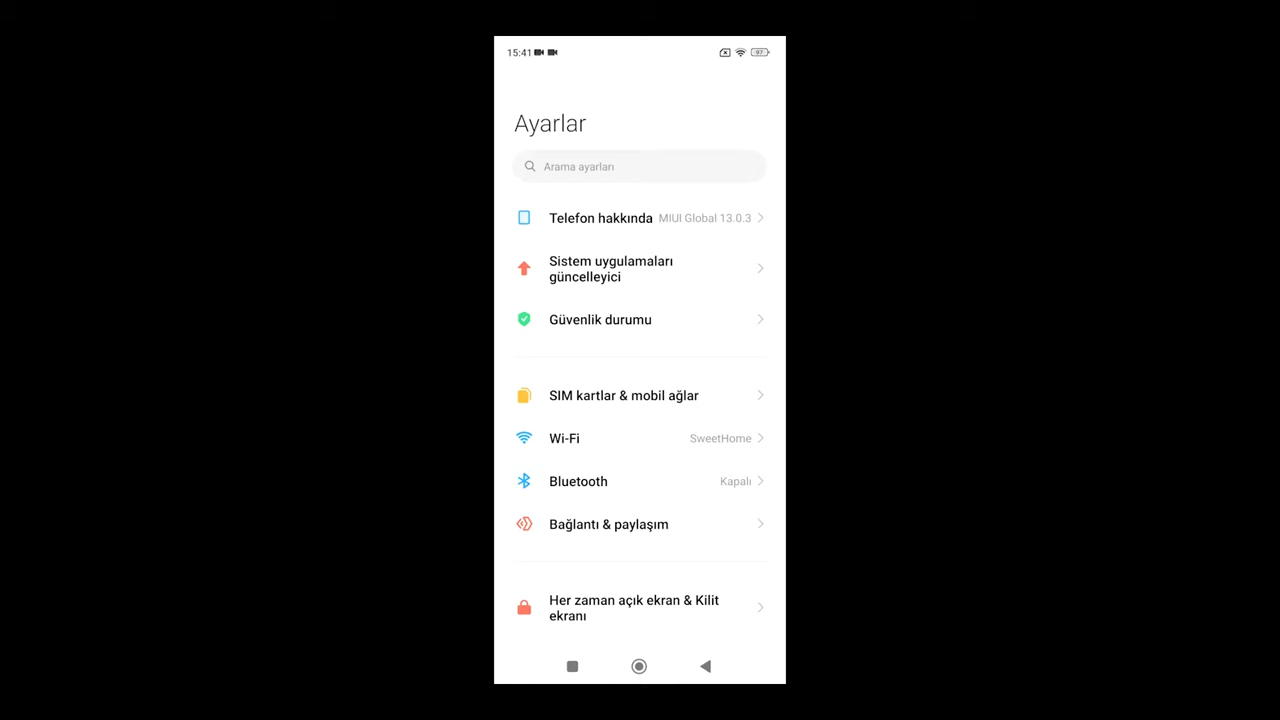 15:41
97
Ayarlar
Arama ayarları
Telefon hakkında MIUI Global 13.0.3
Sistem uygulamaları
güncelleyici
Güvenlik durumu
SIM kartlar & mobil ağlar
Wi-Fi SweetHome
Bluetooth Kapalı
Bağlantı & paylaşım
Her zaman açık ekran & Kilit
ekranı